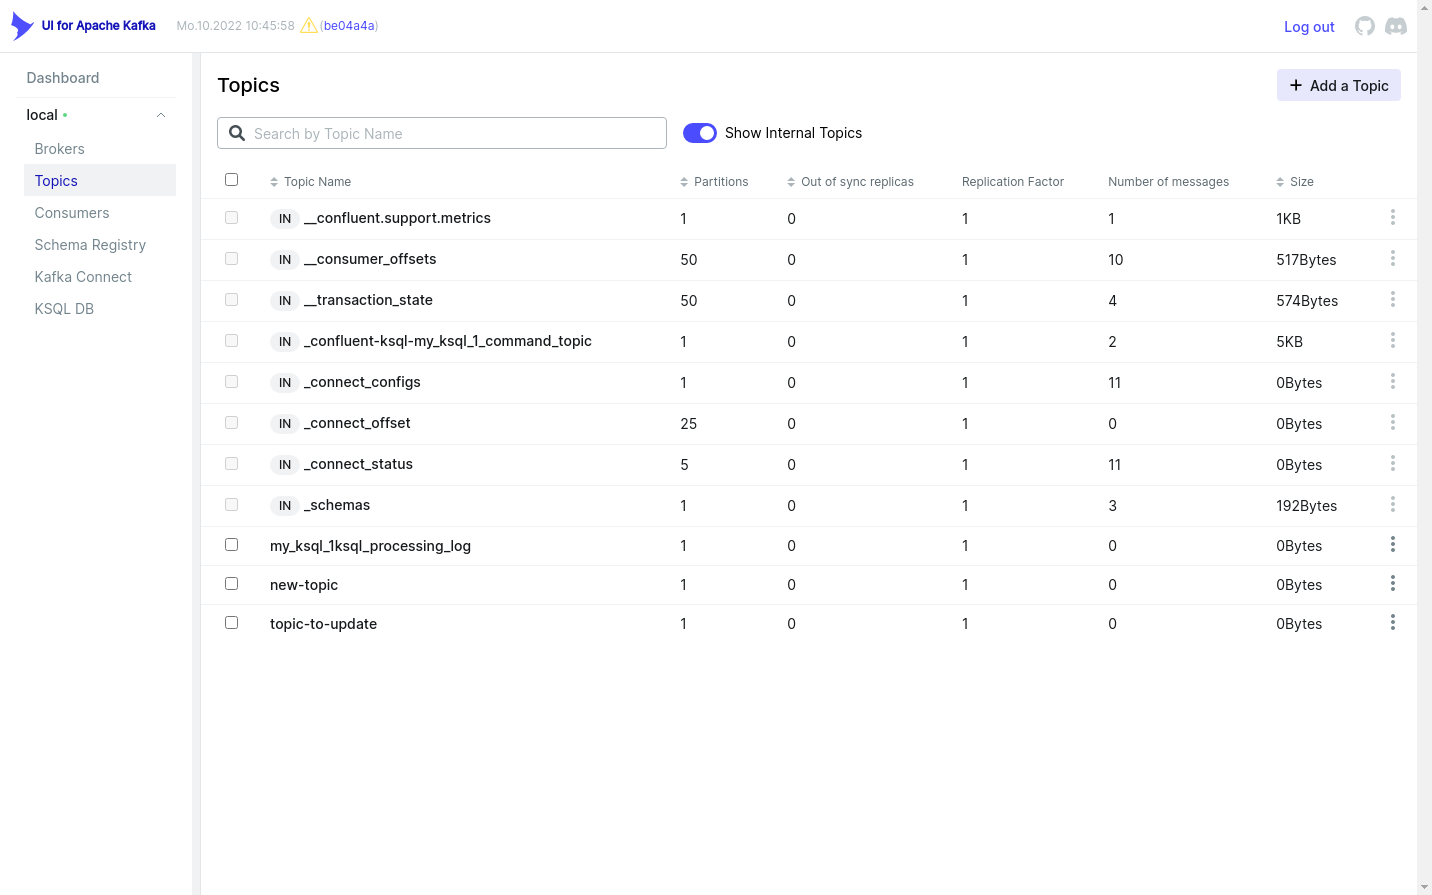 UI for Apache Kafka Mo.10.2022 10:45:58 (be04a4a) Log out
Dashboard
local
Brokers
Topics
Consumers
Schema Registry
Kafka Connect
KSQL DB
Topics Add a Topic
Search by Topic Name Show Internal Topics
Topic Name Partitions Out of sync replicas Replication Factor Number of messages Size
IN __confluent.support.metrics 1 0 1 1 1KB
IN __consumer_offsets 50 0 1 10 517Bytes
IN __transaction_state 50 0 1 4 574Bytes
IN _confluent-ksql-my_ksql_1_command_topic 1 0 1 2 5KB
IN _connect_configs 1 0 1 11 0Bytes
IN _connect_offset 25 0 1 0 0Bytes
IN _connect_status 5 0 1 11 0Bytes
IN _schemas 1 0 1 3 192Bytes
my_ksql_1ksql_processing_log 1 0 1 0 0Bytes
new-topic 1 0 1 0 0Bytes
topic-to-update 1 0 1 0 0Bytes